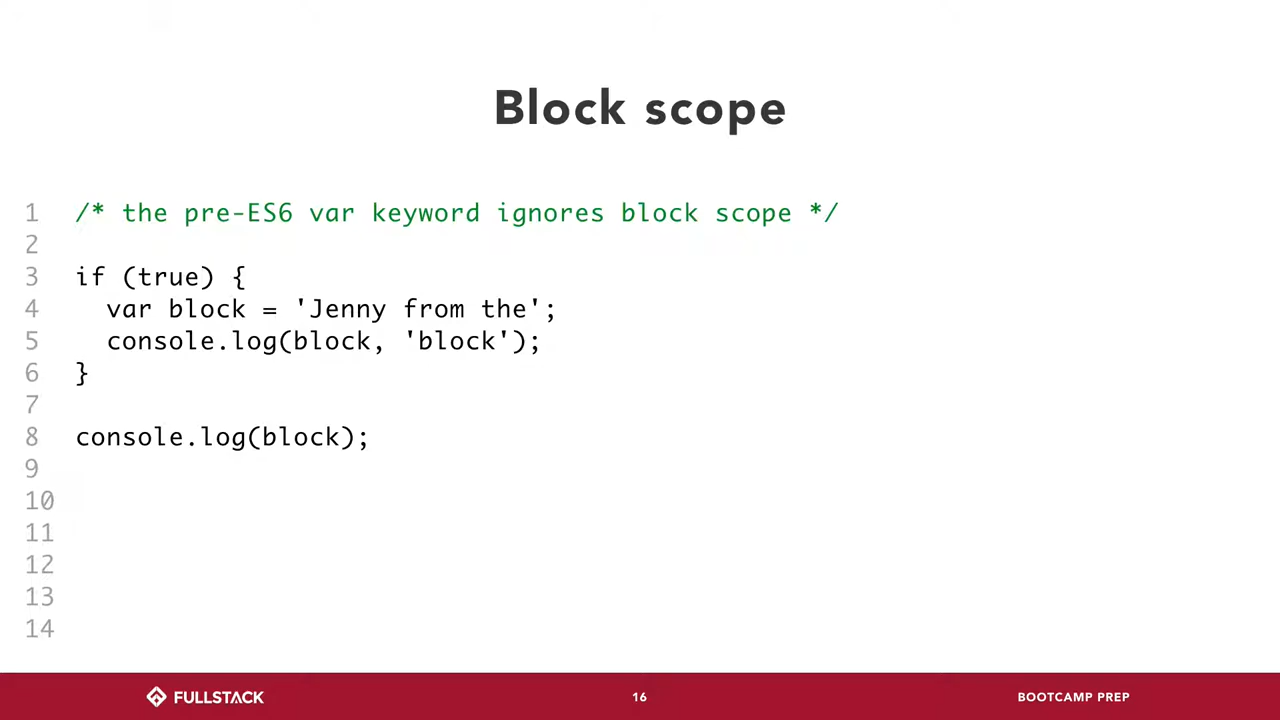 Block scope
1 /* the pre-ES6 var keyword ignores block scope */
2
3 if (true) {
4   var block = 'Jenny from the';
5   console.log(block, 'block');
6 }
7
8 console.log(block);
9
10
11
12
13
14
FULLSTACK 16 BOOTCAMP PREP